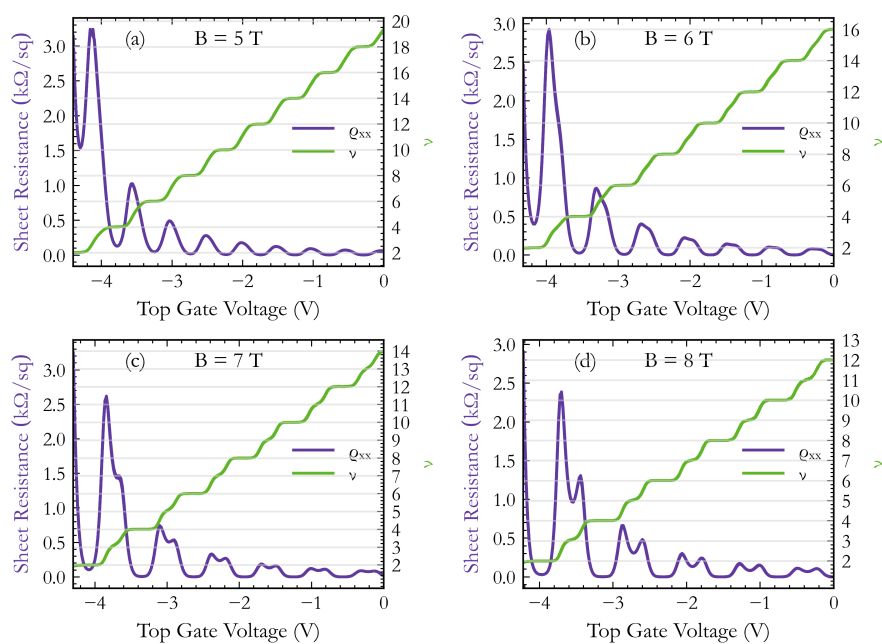 (a) B = 5 T
Sheet Resistance (kΩ/sq)
3.0
2.5
2.0
1.5
1.0
0.5
0.0
20
18
16
14
12
10
8
6
4
2
ν
ϱxx
ν
−4 −3 −2 −1 0
Top Gate Voltage (V)
(b) B = 6 T
Sheet Resistance (kΩ/sq)
3.0
2.5
2.0
1.5
1.0
0.5
0.0
16
14
12
10
8
6
4
2
ν
ϱxx
ν
−4 −3 −2 −1 0
Top Gate Voltage (V)
(c) B = 7 T
Sheet Resistance (kΩ/sq)
3.0
2.5
2.0
1.5
1.0
0.5
0.0
14
13
12
11
10
9
8
7
6
5
4
3
2
ν
ϱxx
ν
−4 −3 −2 −1 0
Top Gate Voltage (V)
(d) B = 8 T
Sheet Resistance (kΩ/sq)
3.0
2.5
2.0
1.5
1.0
0.5
0.0
13
12
11
10
9
8
7
6
5
4
3
2
ν
ϱxx
ν
−4 −3 −2 −1 0
Top Gate Voltage (V)